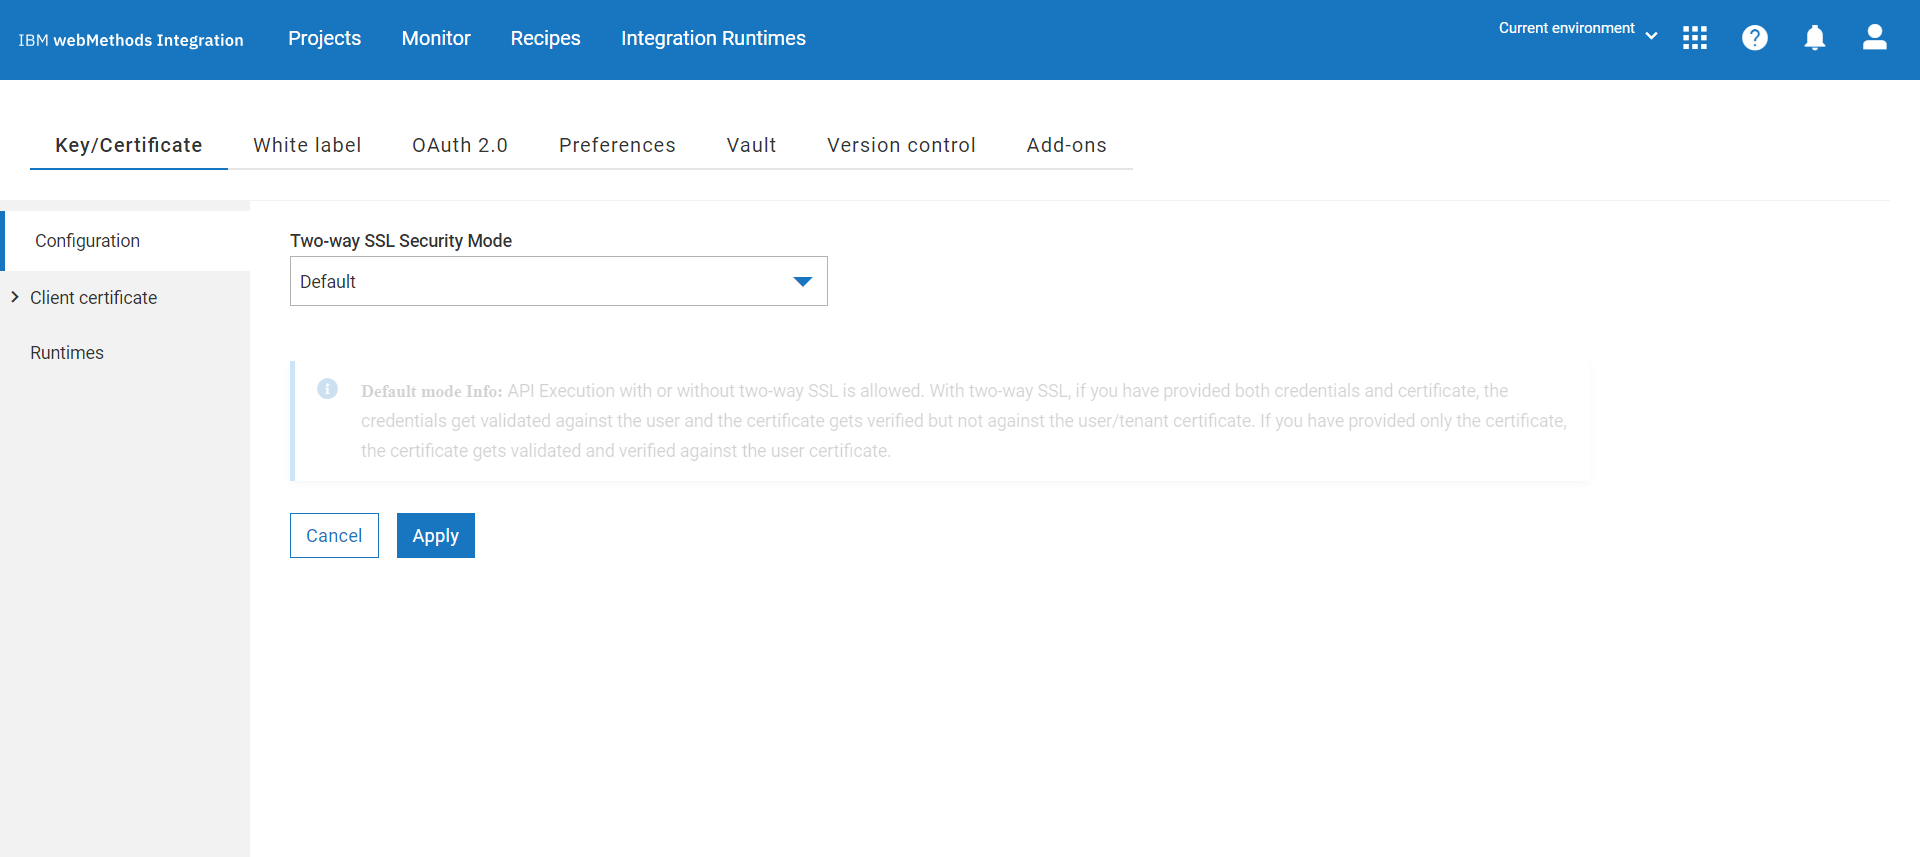 IBM webMethods Integration
Projects
Monitor
Recipes
Integration Runtimes
Current environment
Key/Certificate
White label
OAuth 2.0
Preferences
Vault
Version control
Add-ons
Configuration
Client certificate
Runtimes
Two-way SSL Security Mode
Default
Default mode Info: API Execution with or without two-way SSL is allowed. With two-way SSL, if you have provided both credentials and certificate, the
credentials get validated against the user and the certificate gets verified but not against the user/tenant certificate. If you have provided only the certificate,
the certificate gets validated and verified against the user certificate.
Cancel
Apply